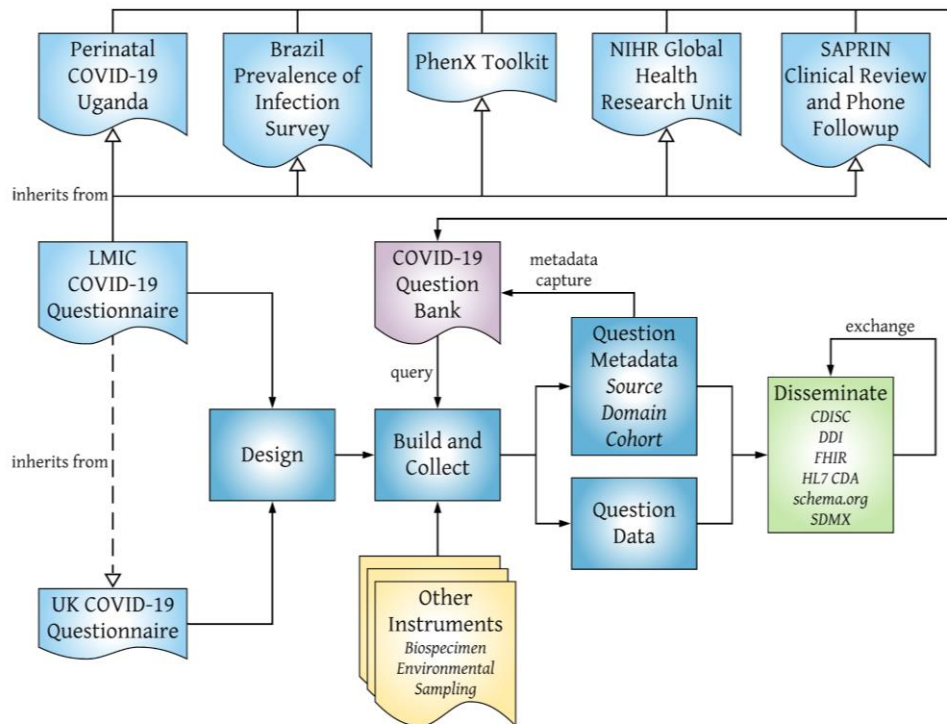 Perinatal
COVID-19
Uganda
Brazil
Prevalence of
Infection
Survey
PhenX Toolkit
NIHR Global
Health
Research Unit
SAPRIN
Clinical Review
and Phone
Followup
inherits from
LMIC
COVID-19
Questionnaire
COVID-19
Question
Bank
metadata
capture
Question
Metadata
Source
Domain
Cohort
exchange
Disseminate
CDISC
DDI
FHIR
HL7 CDA
schema.org
SDMX
query
inherits from
Design
Build and
Collect
Question
Data
UK COVID-19
Questionnaire
Other
Instruments
Biospecimen
Environmental
Sampling